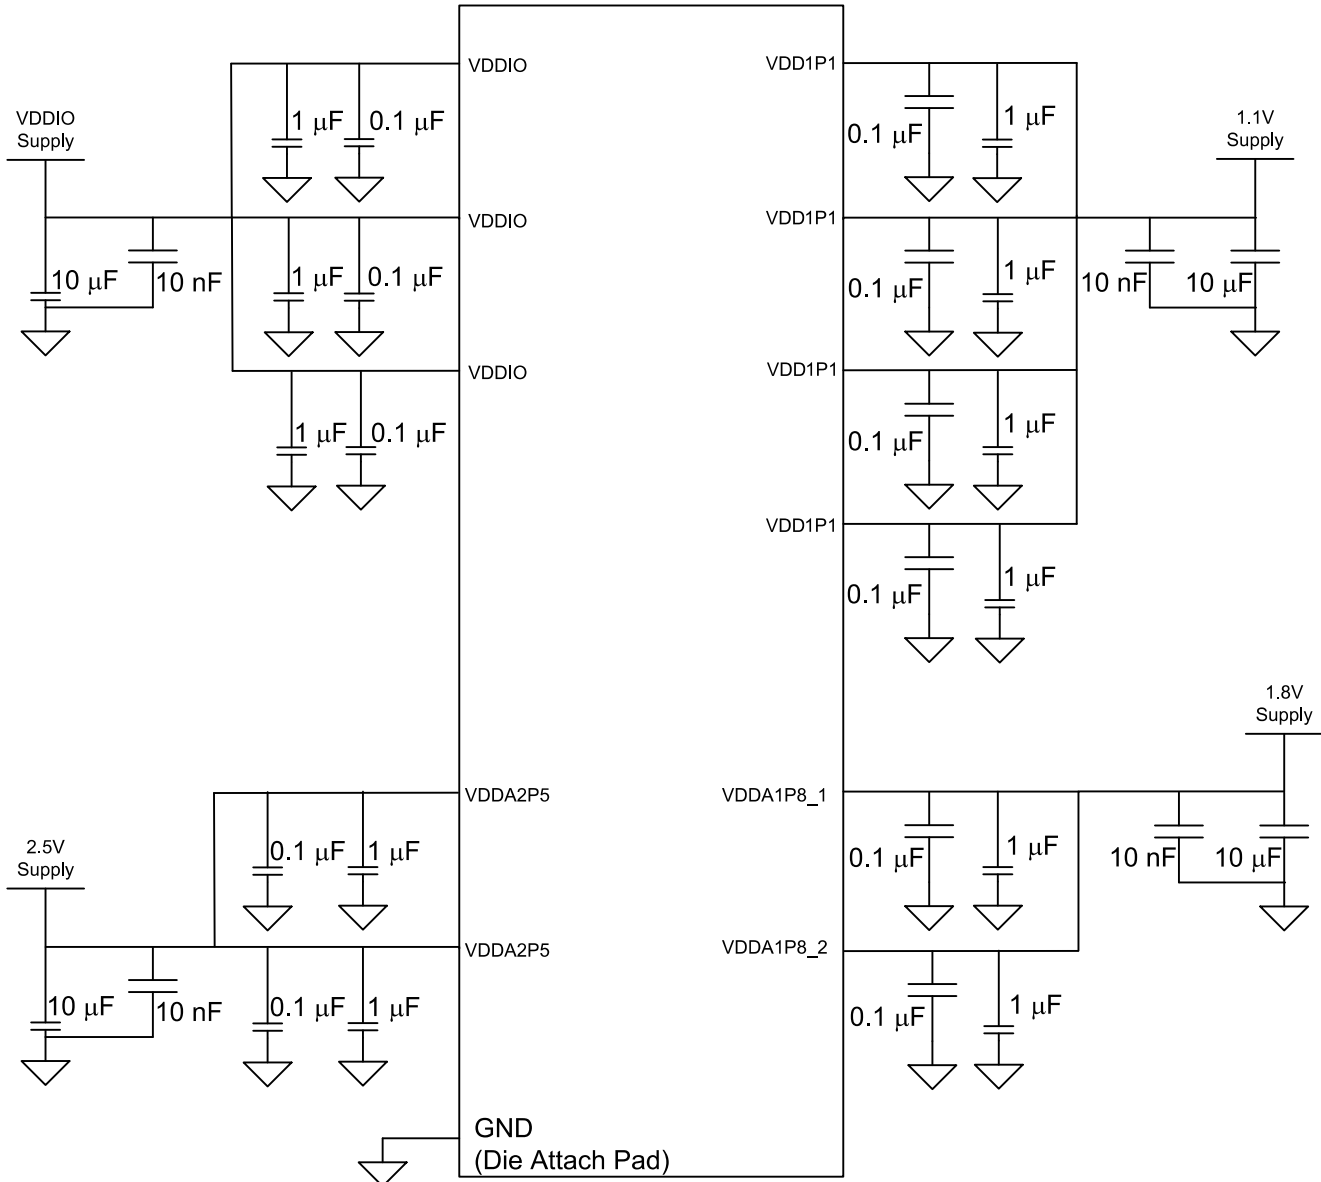 VDDIO
VDD1P1
1 μF
0.1 μF
1 μF
0.1 μF
VDDIO
Supply
1.1V
Supply
VDDIO
VDD1P1
10 μF
10 nF
1 μF
0.1 μF
0.1 μF
1 μF
10 nF
10 μF
VDDIO
VDD1P1
1 μF
0.1 μF
0.1 μF
1 μF
VDD1P1
0.1 μF
1 μF
1.8V
Supply
VDDA2P5
VDDA1P8_1
2.5V
Supply
0.1 μF
1 μF
0.1 μF
1 μF
10 nF
10 μF
VDDA2P5
VDDA1P8_2
10 μF
10 nF
0.1 μF
1 μF
0.1 μF
1 μF
GND
(Die Attach Pad)